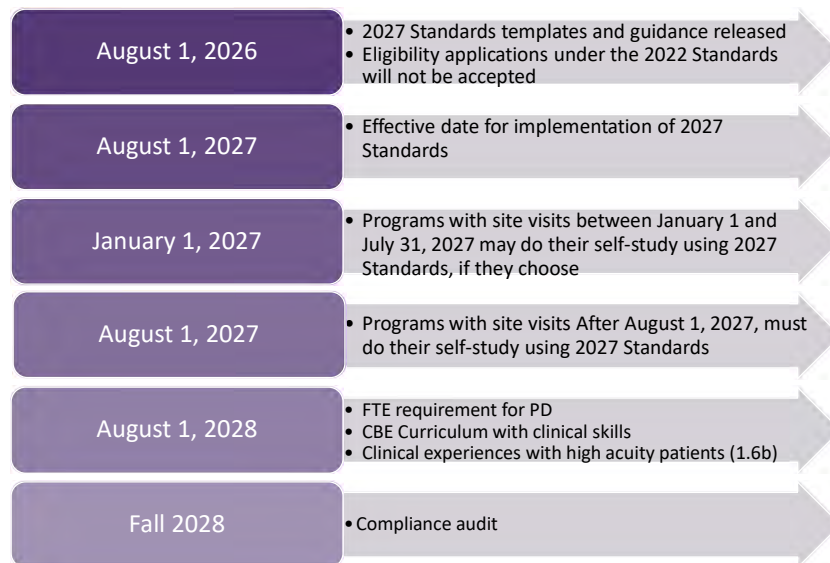 August 1, 2026
• 2027 Standards templates and guidance released
• Eligibility applications under the 2022 Standards
will not be accepted
August 1, 2027
• Effective date for implementation of 2027
Standards
January 1, 2027
• Programs with site visits between January 1 and
July 31, 2027 may do their self-study using 2027
Standards, if they choose
August 1, 2027
• Programs with site visits After August 1, 2027, must
do their self-study using 2027 Standards
August 1, 2028
• FTE requirement for PD
• CBE Curriculum with clinical skills
• Clinical experiences with high acuity patients (1.6b)
Fall 2028
• Compliance audit